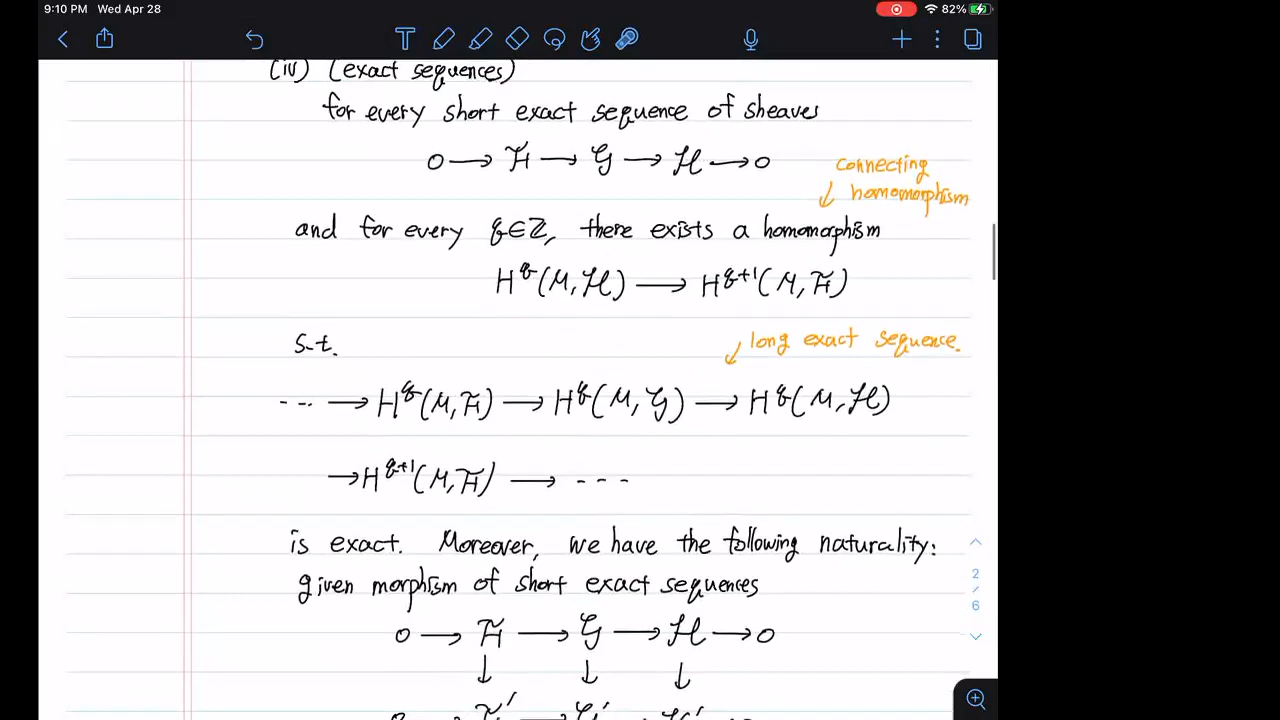 9:10 PM Wed Apr 28
82%
(iv) (exact sequences)
for every short exact sequence of sheaves
0 → ℱ → 𝒢 → ℋ → 0
connecting
↓ homomorphism
and for every q∈ℤ, there exists a homomorphism
H^q(M,ℋ) → H^{q+1}(M,ℱ)
s.t.
↙ long exact sequence.
--- → H^q(M,ℱ) → H^q(M,𝒢) → H^q(M,ℋ)
→ H^{q+1}(M,ℱ) → ---
is exact. Moreover, we have the following naturality:
given morphism of short exact sequences
0 → ℱ → 𝒢 → ℋ → 0
↓ ↓ ↓
ℱ' → 𝒢' → ℋ'
2
/
6